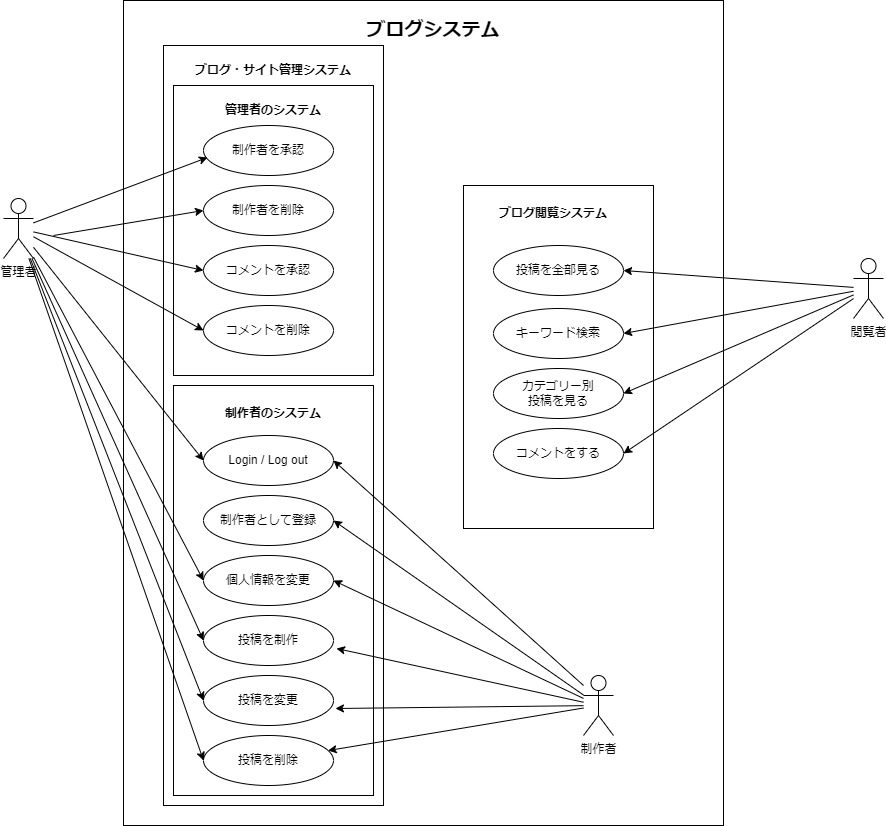 ブログシステム
ブログ・サイト管理システム
管理者のシステム
制作者を承認
制作者を削除
コメントを承認
コメントを削除
管理者
制作者のシステム
Login / Log out
制作者として登録
個人情報を変更
投稿を制作
投稿を変更
投稿を削除
ブログ閲覧システム
投稿を全部見る
キーワード検索
カテゴリー別
投稿を見る
コメントをする
閲覧者
制作者